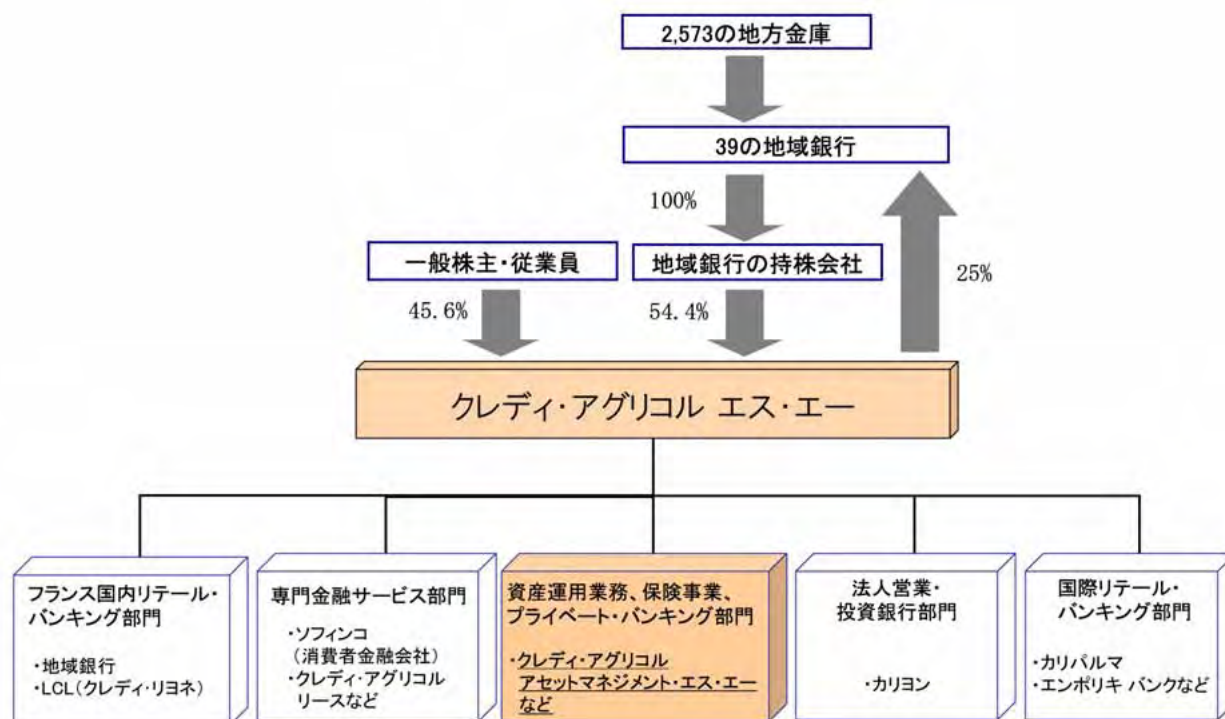 2,573の地方金庫
39の地域銀行
100%
25%
一般株主・従業員
地域銀行の持株会社
45.6%
54.4%
クレディ・アグリコル エス・エー
フランス国内リテール・
バンキング部門
・地域銀行
・LCL(クレディ・リヨネ)
専門金融サービス部門
・ソフィンコ
(消費者金融会社)
・クレディ・アグリコル
リースなど
資産運用業務、保険事業、
プライベート・バンキング部門
・クレディ・アグリコル
アセットマネジメント・エス・エー
など
法人営業・
投資銀行部門
・カリヨン
国際リテール・
バンキング部門
・カリパルマ
・エンポリキ バンクなど